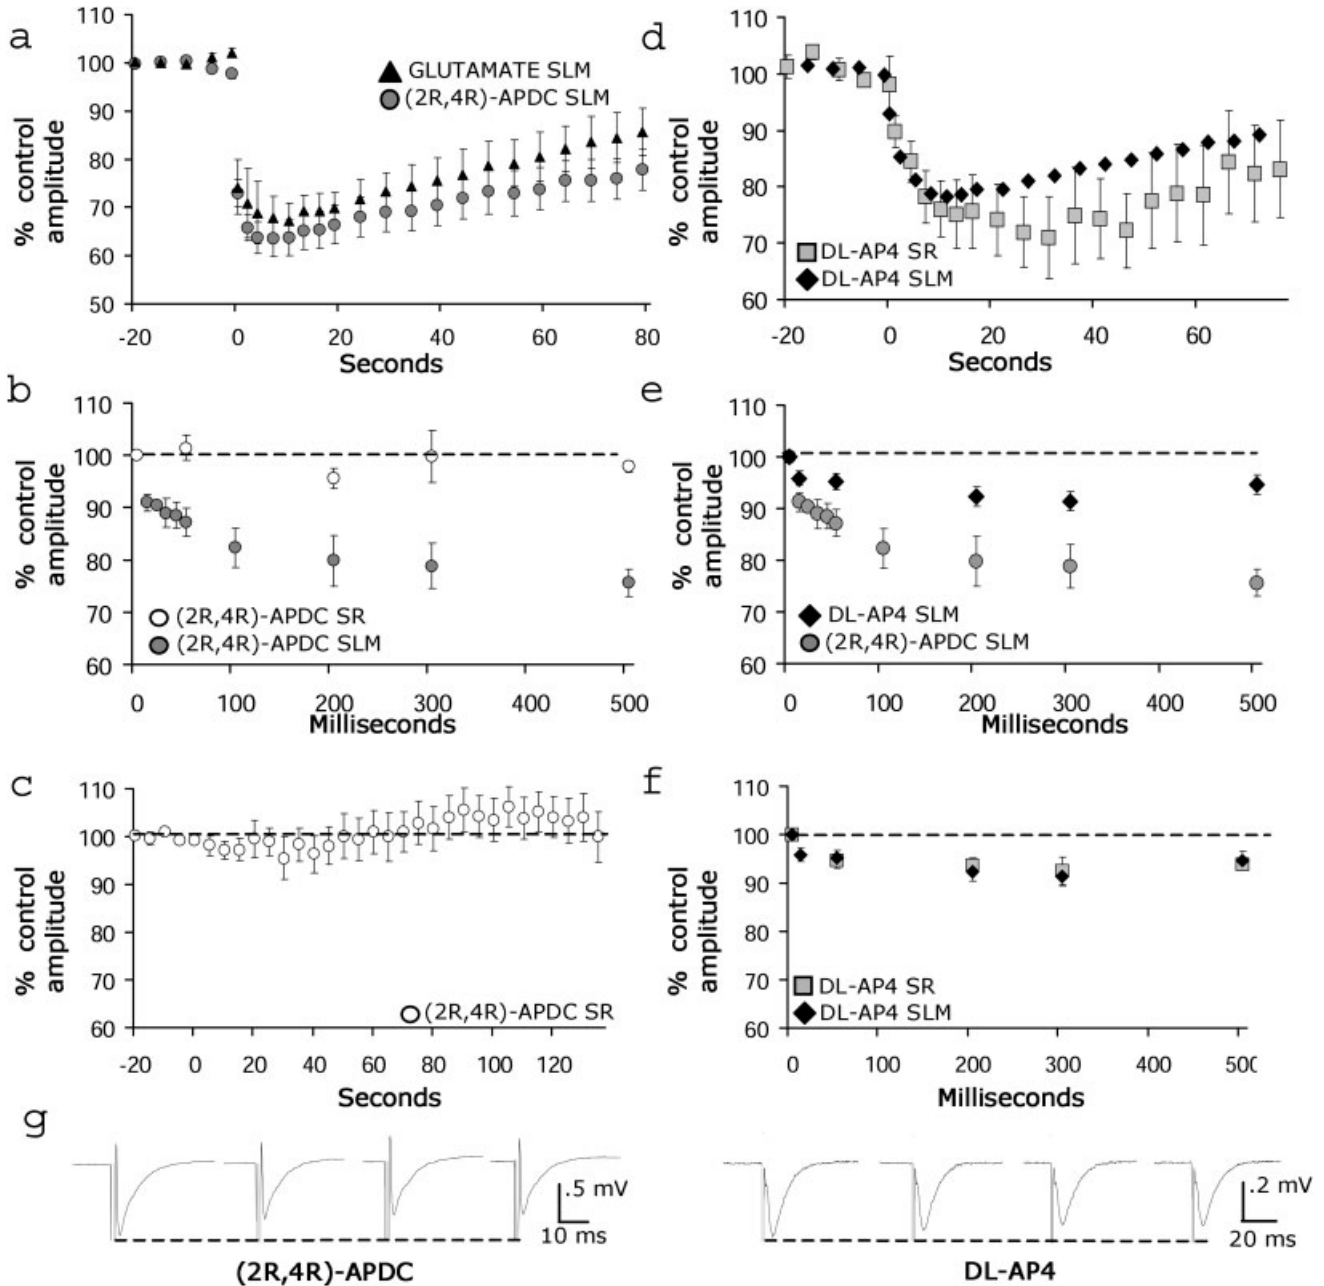 a
110
100
90
80
70
60
50
% control
amplitude
GLUTAMATE SLM
(2R,4R)-APDC SLM
-20 0 20 40 60 80
Seconds
b
110
100
90
80
70
60
% control
amplitude
(2R,4R)-APDC SR
(2R,4R)-APDC SLM
0 100 200 300 400 500
Milliseconds
c
110
100
90
80
70
60
% control
amplitude
(2R,4R)-APDC SR
-20 0 20 40 60 80 100 120
Seconds
d
110
100
90
80
70
60
% control
amplitude
DL-AP4 SR
DL-AP4 SLM
-20 0 20 40 60
Seconds
e
110
100
90
80
70
60
% control
amplitude
DL-AP4 SLM
(2R,4R)-APDC SLM
0 100 200 300 400 500
Milliseconds
f
110
100
90
80
70
60
% control
amplitude
DL-AP4 SR
DL-AP4 SLM
0 100 200 300 400 500
Milliseconds
g
.5 mV
10 ms
(2R,4R)-APDC
.2 mV
20 ms
DL-AP4